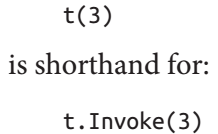 t(3)
is shorthand for:
t.Invoke(3)